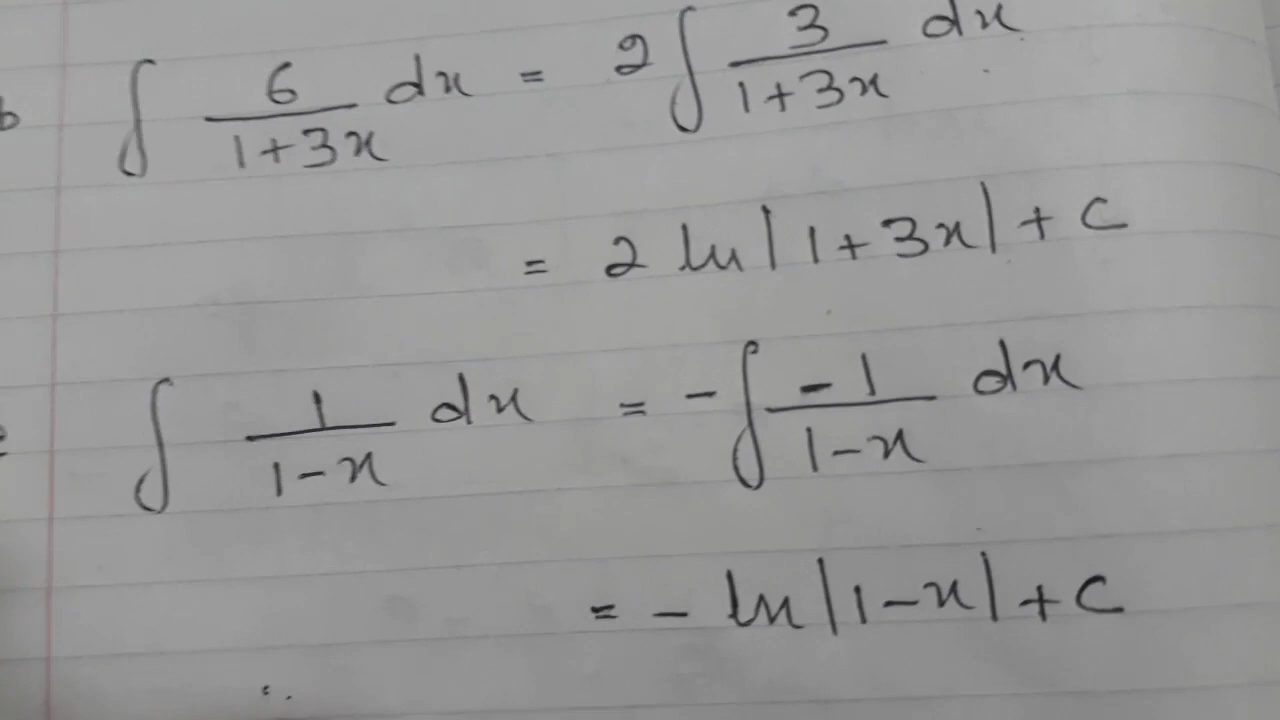 b ∫ 6/(1+3x) dx = 2 ∫ 3/(1+3x) dx
= 2 ln|1+3x| + c
∫ 1/(1-x) dx = - ∫ -1/(1-x) dx
= - ln|1-x| + c